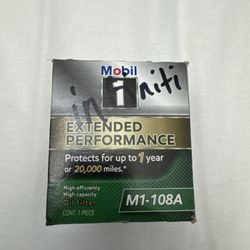 Mobil
1
infiniti
EXTENDED
PERFORMANCE
Protects for up to 1 year
or 20,000 miles.*
High efficiency
High capacity
Oil filter
CONT 1 PIECE
M1-108A